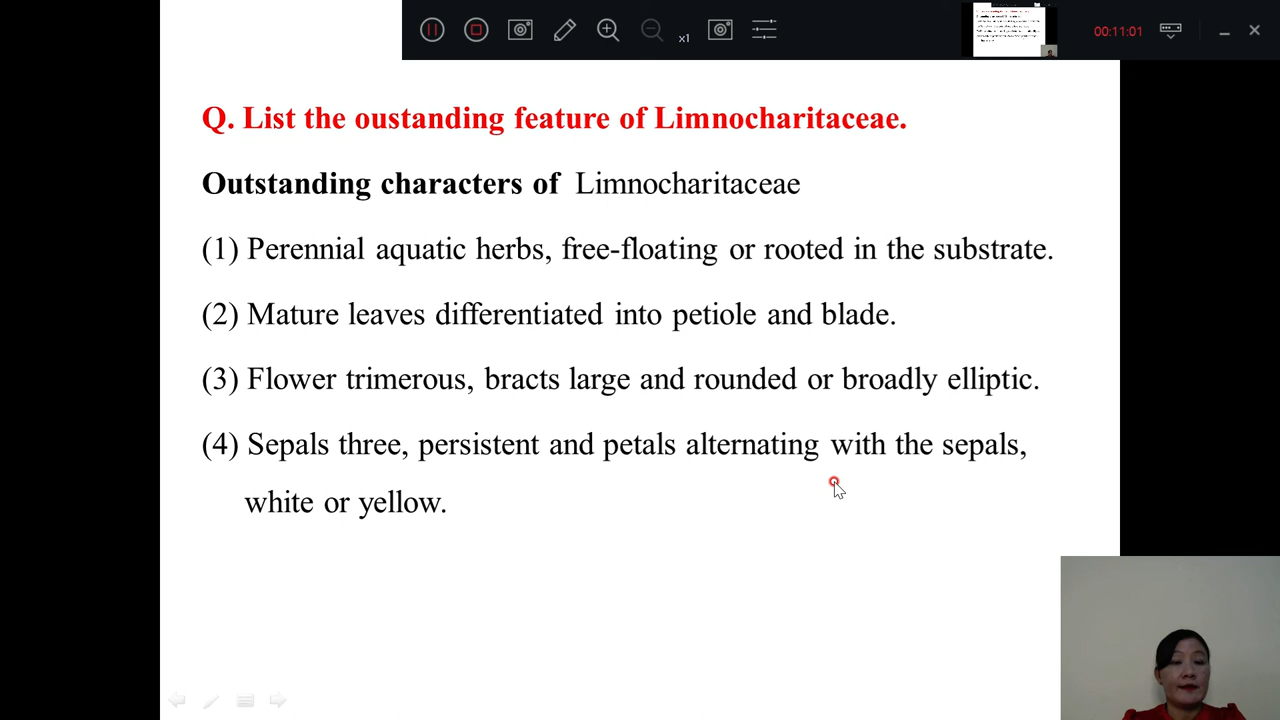 x1
00:11:01
Q. List the oustanding feature of Limnocharitaceae.
Outstanding characters of Limnocharitaceae
(1) Perennial aquatic herbs, free-floating or rooted in the substrate.
(2) Mature leaves differentiated into petiole and blade.
(3) Flower trimerous, bracts large and rounded or broadly elliptic.
(4) Sepals three, persistent and petals alternating with the sepals,
white or yellow.